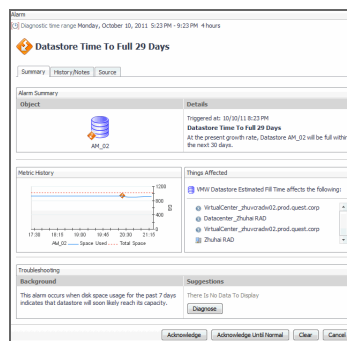 Alarm
Diagnostic time range Monday, October 10, 2011 5:23 PM - 9:23 PM 4 hours
Datastore Time To Full 29 Days
Summary History/Notes Source
Alarm Summary
Object Details
Triggered at: 10/10/11 8:23 PM
Datastore Time To Full 29 Days
At the present growth rate, Datastore AM_02 will be full within
the next 30 days.
AM_02
Metric History Things Affected
VMW Datastore Estimated Fill Time affects the following:
VirtualCenter_zhuvcradw02.prod.quest.corp
Datacenter_Zhuhai RAD
VirtualCenter_zhuvcradw02.prod.quest.corp
Zhuhai RAD
1200
800
400
0
GB
17:30 18:15 19:00 19:45 20:30 21:15
AM_02 Space Used Total Space
Troubleshooting
Background Suggestions
This alarm occurs when disk space usage for the past 7 days
indicates that datastore will soon likely reach its capacity.
There Is No Data To Display
Diagnose
Acknowledge Acknowledge Until Normal Clear Cancel